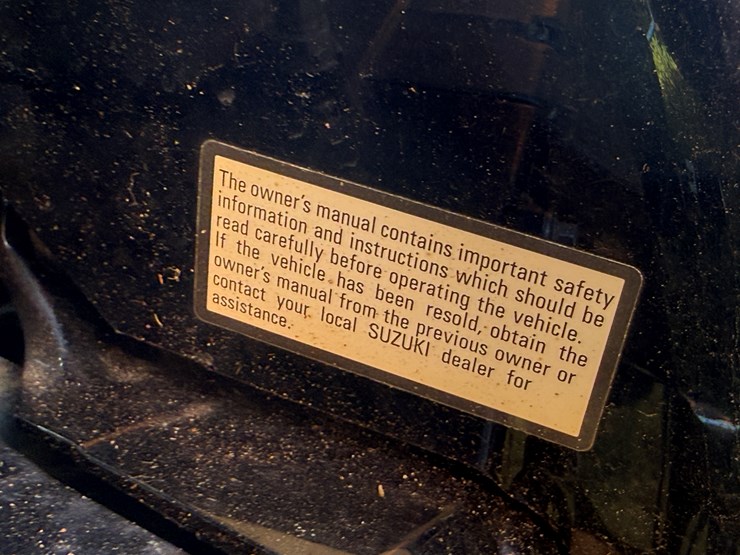 The owner's manual contains important safety
information and instructions which should be
read carefully before operating the vehicle.
If the vehicle has been resold, obtain the
owner's manual from the previous owner or
contact your local SUZUKI dealer for
assistance.